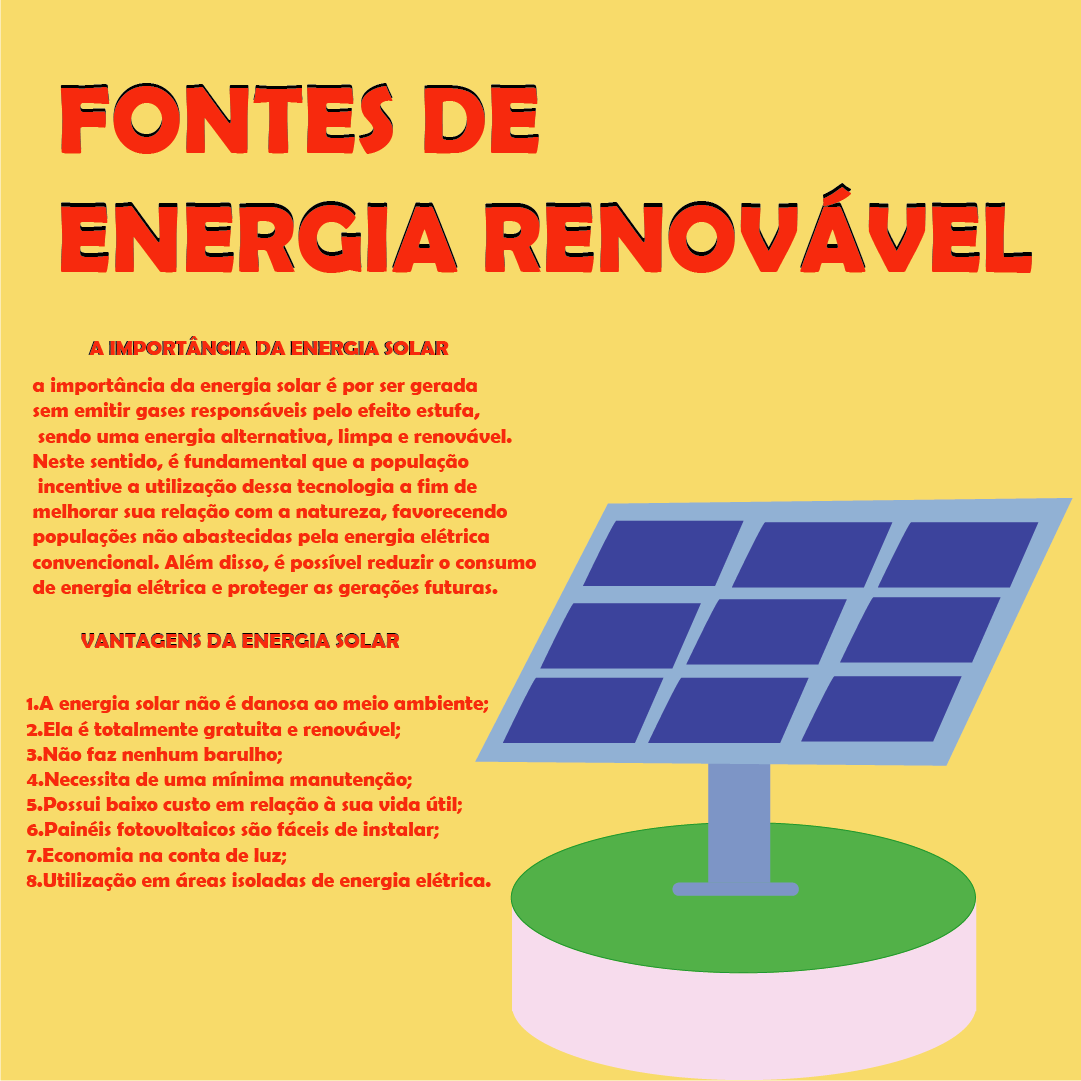 FONTES DE
ENERGIA RENOVÁVEL
A IMPORTÂNCIA DA ENERGIA SOLAR
a importância da energia solar é por ser gerada
sem emitir gases responsáveis pelo efeito estufa,
sendo uma energia alternativa, limpa e renovável.
Neste sentido, é fundamental que a população
incentive a utilização dessa tecnologia a fim de
melhorar sua relação com a natureza, favorecendo
populações não abastecidas pela energia elétrica
convencional. Além disso, é possível reduzir o consumo
de energia elétrica e proteger as gerações futuras.
VANTAGENS DA ENERGIA SOLAR
1.A energia solar não é danosa ao meio ambiente;
2.Ela é totalmente gratuita e renovável;
3.Não faz nenhum barulho;
4.Necessita de uma mínima manutenção;
5.Possui baixo custo em relação à sua vida útil;
6.Painéis fotovoltaicos são fáceis de instalar;
7.Economia na conta de luz;
8.Utilização em áreas isoladas de energia elétrica.